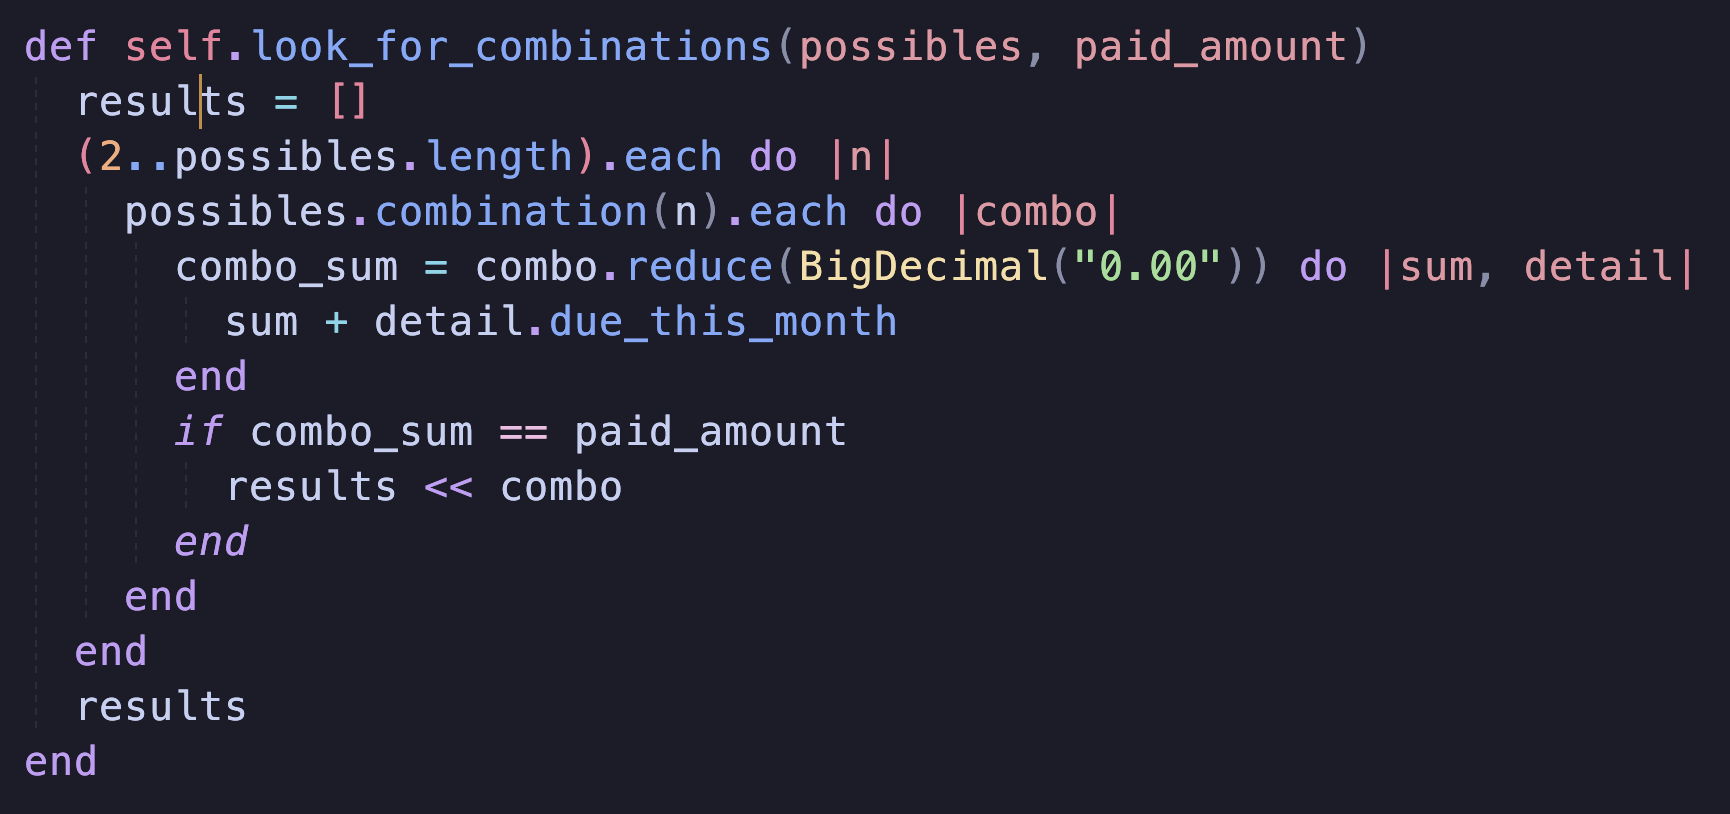 def self.look_for_combinations(possibles, paid_amount)
  results = []
  (2..possibles.length).each do |n|
    possibles.combination(n).each do |combo|
      combo_sum = combo.reduce(BigDecimal("0.00")) do |sum, detail|
        sum + detail.due_this_month
      end
      if combo_sum == paid_amount
        results << combo
      end
    end
  end
  results
end